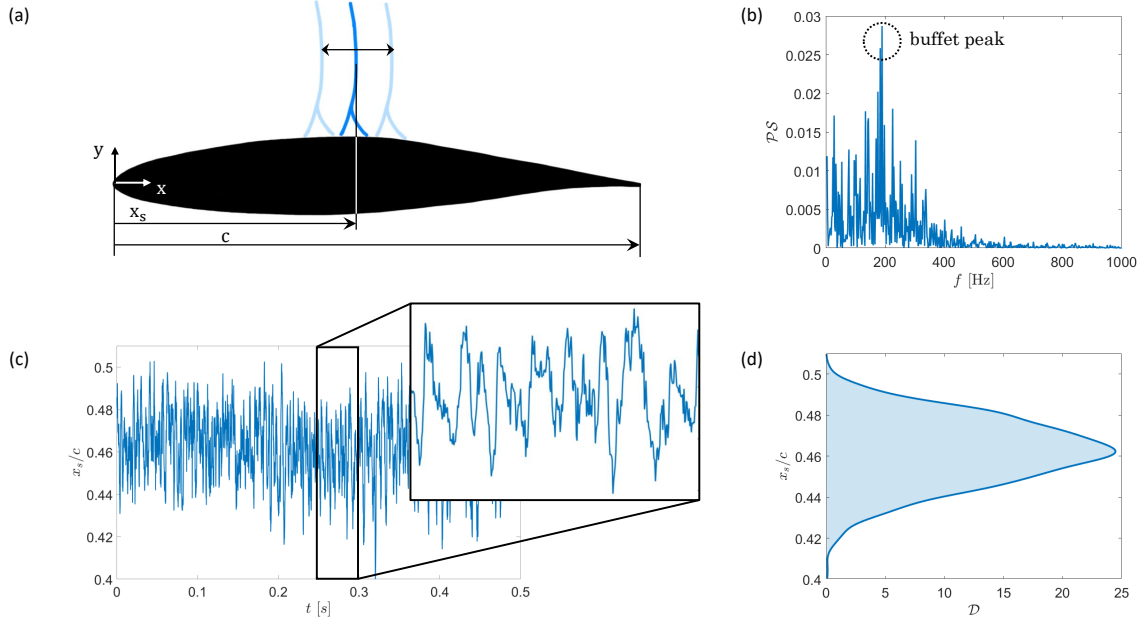 (a)
y
x
x_s
c
(b)
0.03
0.025
0.02
0.015
0.01
0.005
0
PS
buffet peak
0 200 400 600 800 1000
f [Hz]
(c)
0.5
0.48
0.46
0.44
0.42
0.4
x_s/c
0 0.1 0.2 0.3 0.4 0.5
t [s]
(d)
0.5
0.48
0.46
0.44
0.42
0.4
x_s/c
0 5 10 15 20 25
D